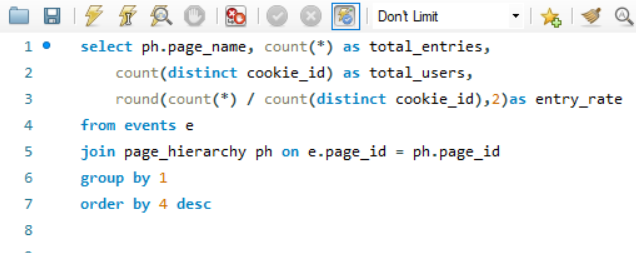 Don't Limit
1 select ph.page_name, count(*) as total_entries,
2 count(distinct cookie_id) as total_users,
3 round(count(*) / count(distinct cookie_id),2)as entry_rate
4 from events e
5 join page_hierarchy ph on e.page_id = ph.page_id
6 group by 1
7 order by 4 desc
8